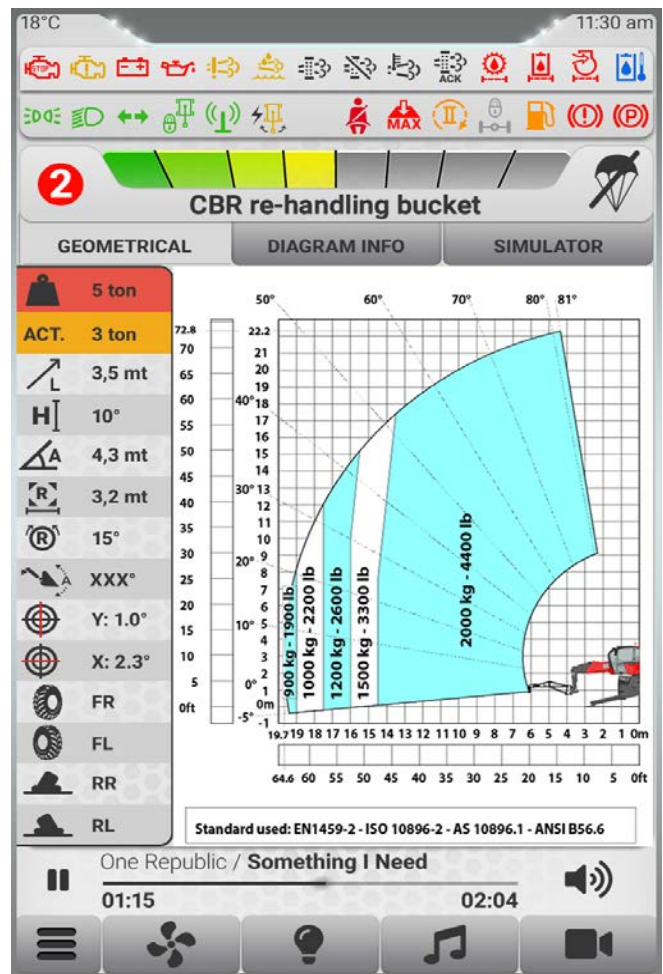 18°C 11:30 am
STOP
ACK
MAX
II
P
2
CBR re-handling bucket
GEOMETRICAL DIAGRAM INFO SIMULATOR
5 ton
ACT. 3 ton
L 3,5 mt
H 10°
A 4,3 mt
R 3,2 mt
R 15°
A XXX°
Y: 1.0°
X: 2.3°
FR
FL
RR
RL
50° 60° 70° 80° 81°
40°
30°
20°
10°
0°
-5°
72.8
70
65
60
55
50
45
40
35
30
25
20
15
10
5
0ft
22.2
21
20
19
18
17
16
15
14
13
12
11
10
9
8
7
6
5
4
3
2
1
0m
-1
900 kg - 1900 lb
1000 kg - 2200 lb
1200 kg - 2600 lb
1500 kg - 3300 lb
2000 kg - 4400 lb
19.7 19 18 17 16 15 14 13 12 11 10 9 8 7 6 5 4 3 2 1 0m
64.6 60 55 50 45 40 35 30 25 20 15 10 5 0ft
Standard used: EN1459-2 - ISO 10896-2 - AS 10896.1 - ANSI B56.6
One Republic / Something I Need
01:15 02:04